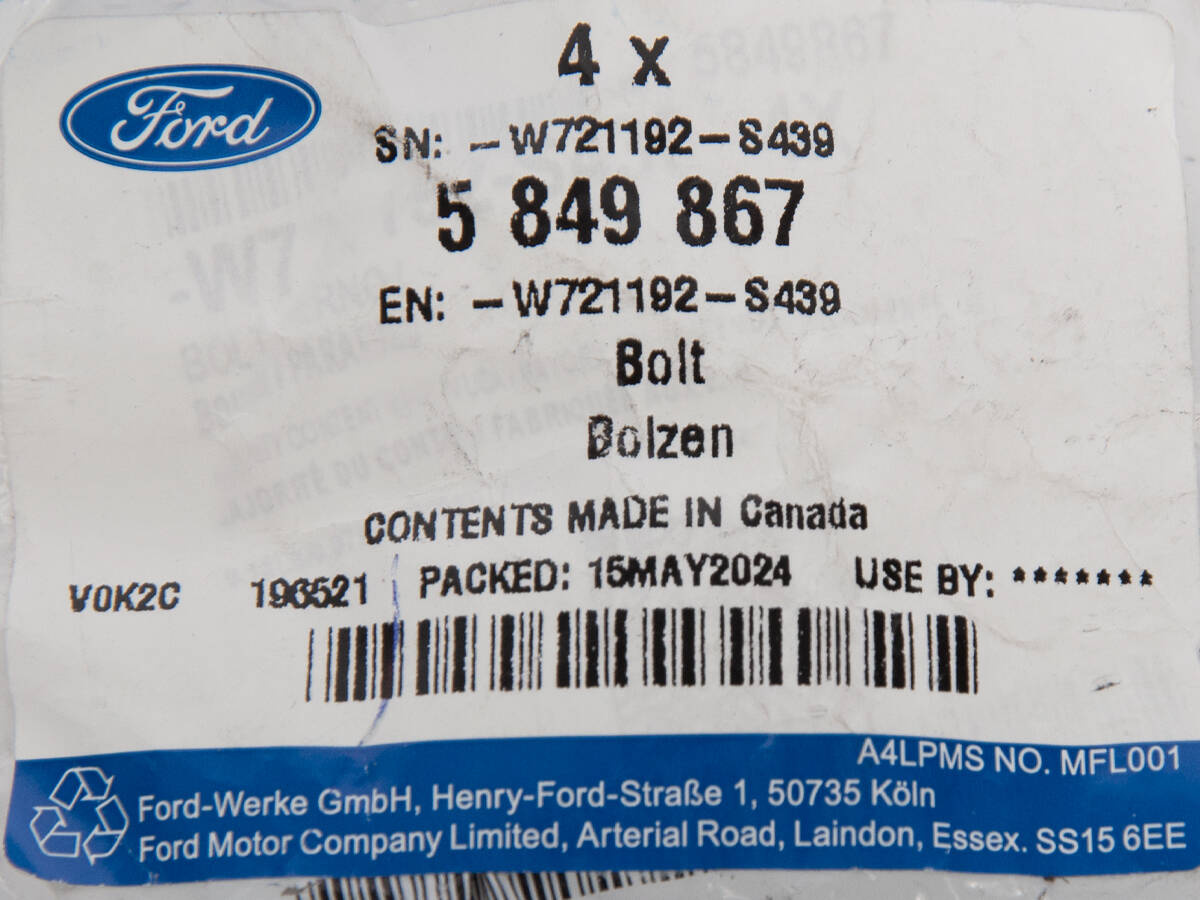 Ford
4 x
SN: -W721192-S439
5 849 867
EN: -W721192-S439
Bolt
Bolzen
CONTENTS MADE IN Canada
V0K2C 196521 PACKED: 15MAY2024 USE BY: *******
A4LPMS NO. MFL001
Ford-Werke GmbH, Henry-Ford-Straße 1, 50735 Köln
Ford Motor Company Limited, Arterial Road, Laindon, Essex. SS15 6EE
5849867
-W7